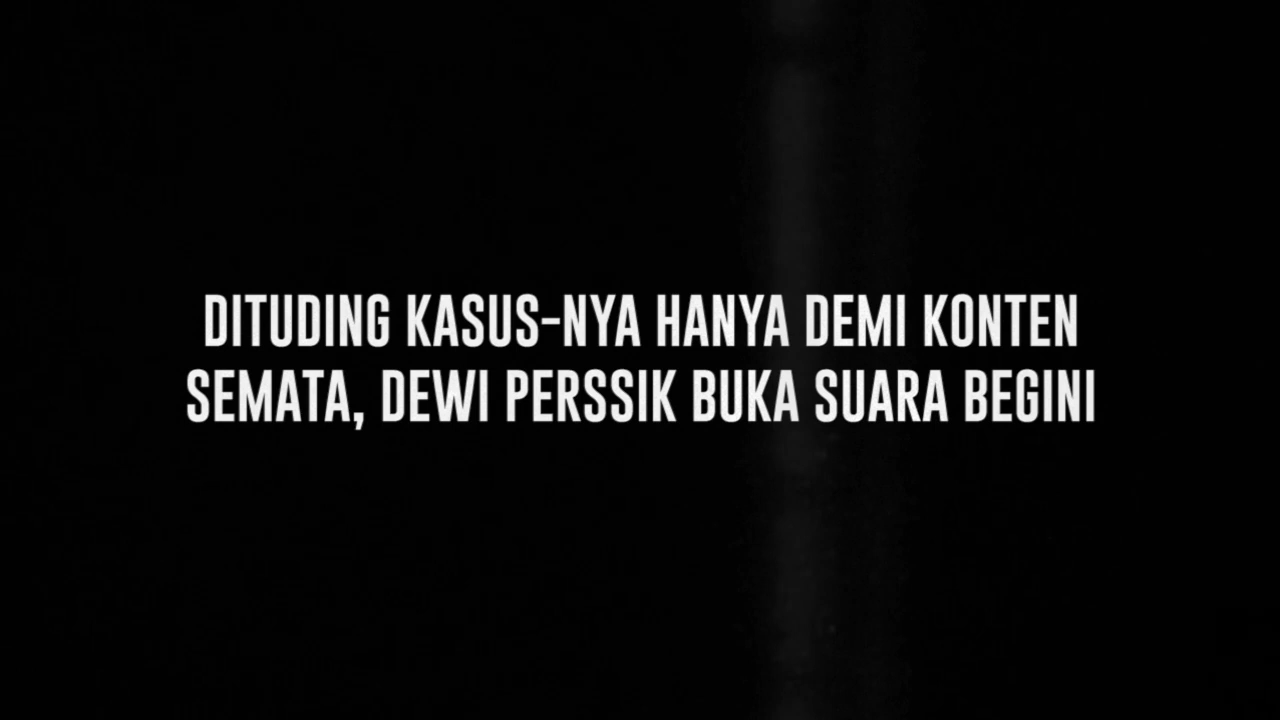 DITUDING KASUS-NYA HANYA DEMI KONTEN
SEMATA, DEWI PERSSIK BUKA SUARA BEGINI